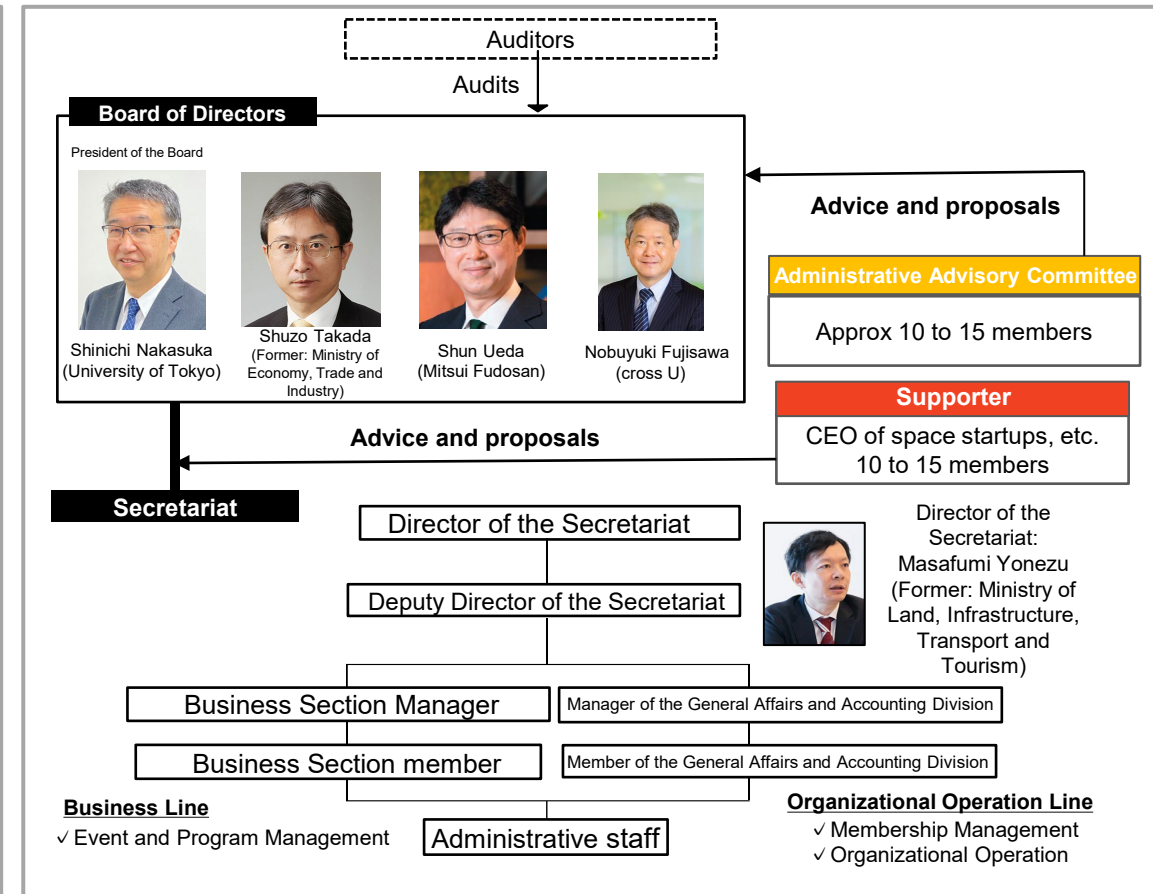 Auditors
Audits
Board of Directors
President of the Board
Shinichi Nakasuka
(University of Tokyo)
Shuzo Takada
(Former: Ministry of
Economy, Trade and
Industry)
Shun Ueda
(Mitsui Fudosan)
Nobuyuki Fujisawa
(cross U)
Advice and proposals
Administrative Advisory Committee
Approx 10 to 15 members
Supporter
CEO of space startups, etc.
10 to 15 members
Advice and proposals
Secretariat
Director of the Secretariat
Deputy Director of the Secretariat
Director of the
Secretariat:
Masafumi Yonezu
(Former: Ministry of
Land, Infrastructure,
Transport and
Tourism)
Business Section Manager
Manager of the General Affairs and Accounting Division
Business Section member
Member of the General Affairs and Accounting Division
Business Line
✓ Event and Program Management
Administrative staff
Organizational Operation Line
✓ Membership Management
✓ Organizational Operation